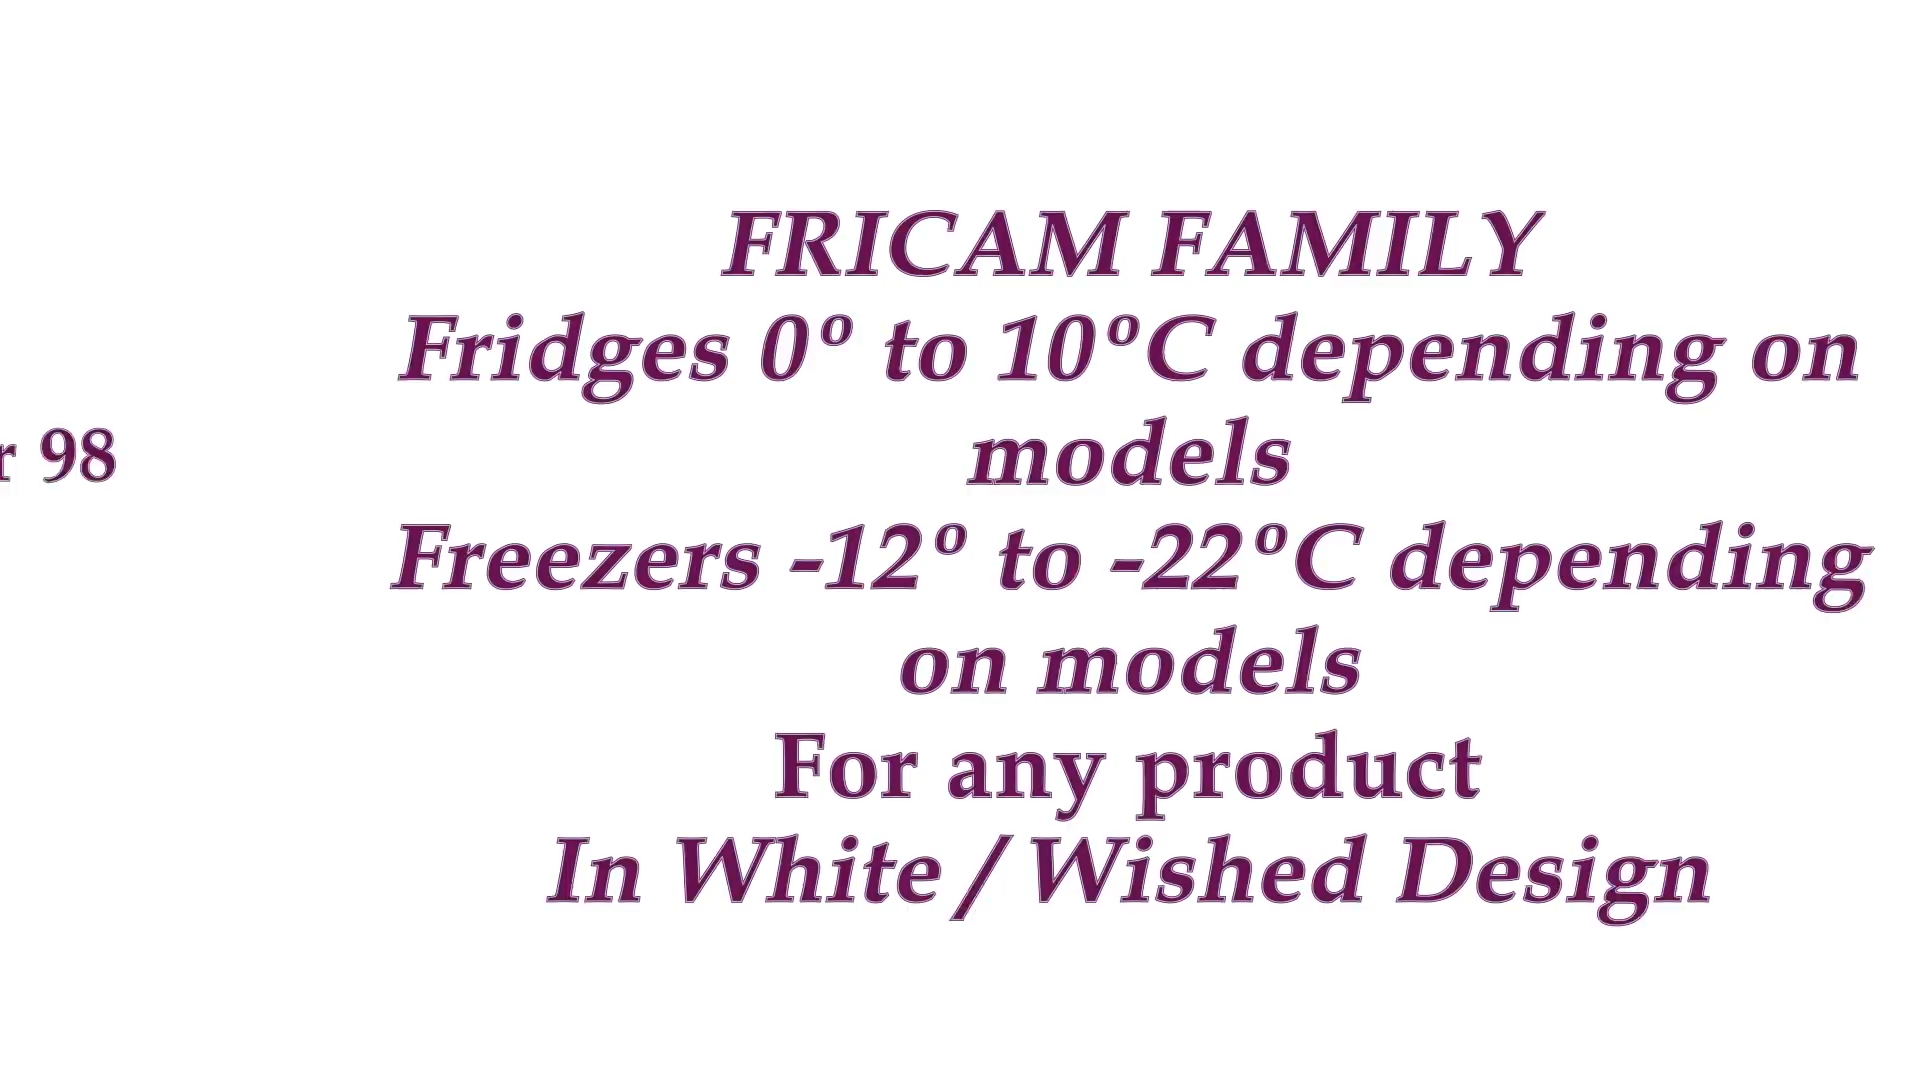 FRICAM FAMILY
Fridges 0º to 10ºC depending on
models
98
Freezers -12º to -22ºC depending
on models
For any product
In White/Wished Design